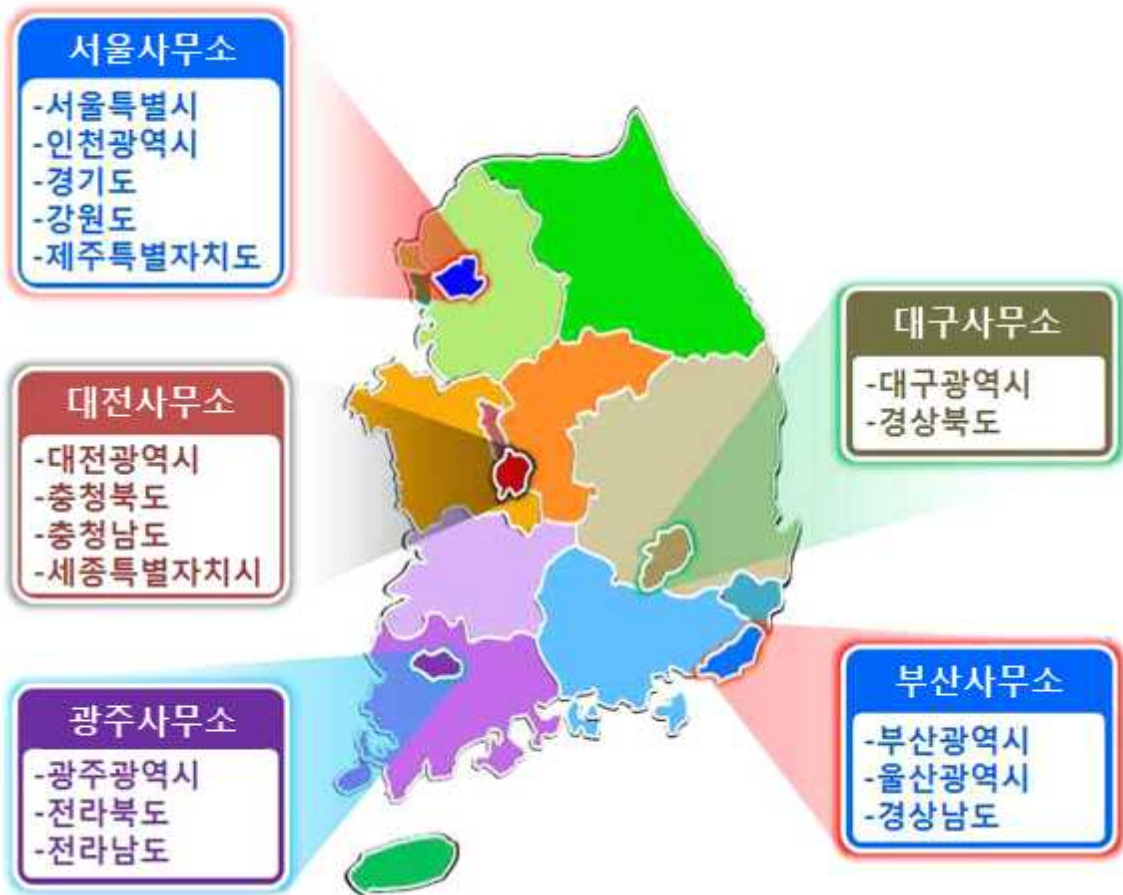 서울사무소
-서울특별시
-인천광역시
-경기도
-강원도
-제주특별자치도
대구사무소
-대구광역시
-경상북도
대전사무소
-대전광역시
-충청북도
-충청남도
-세종특별자치시
부산사무소
-부산광역시
-울산광역시
-경상남도
광주사무소
-광주광역시
-전라북도
-전라남도